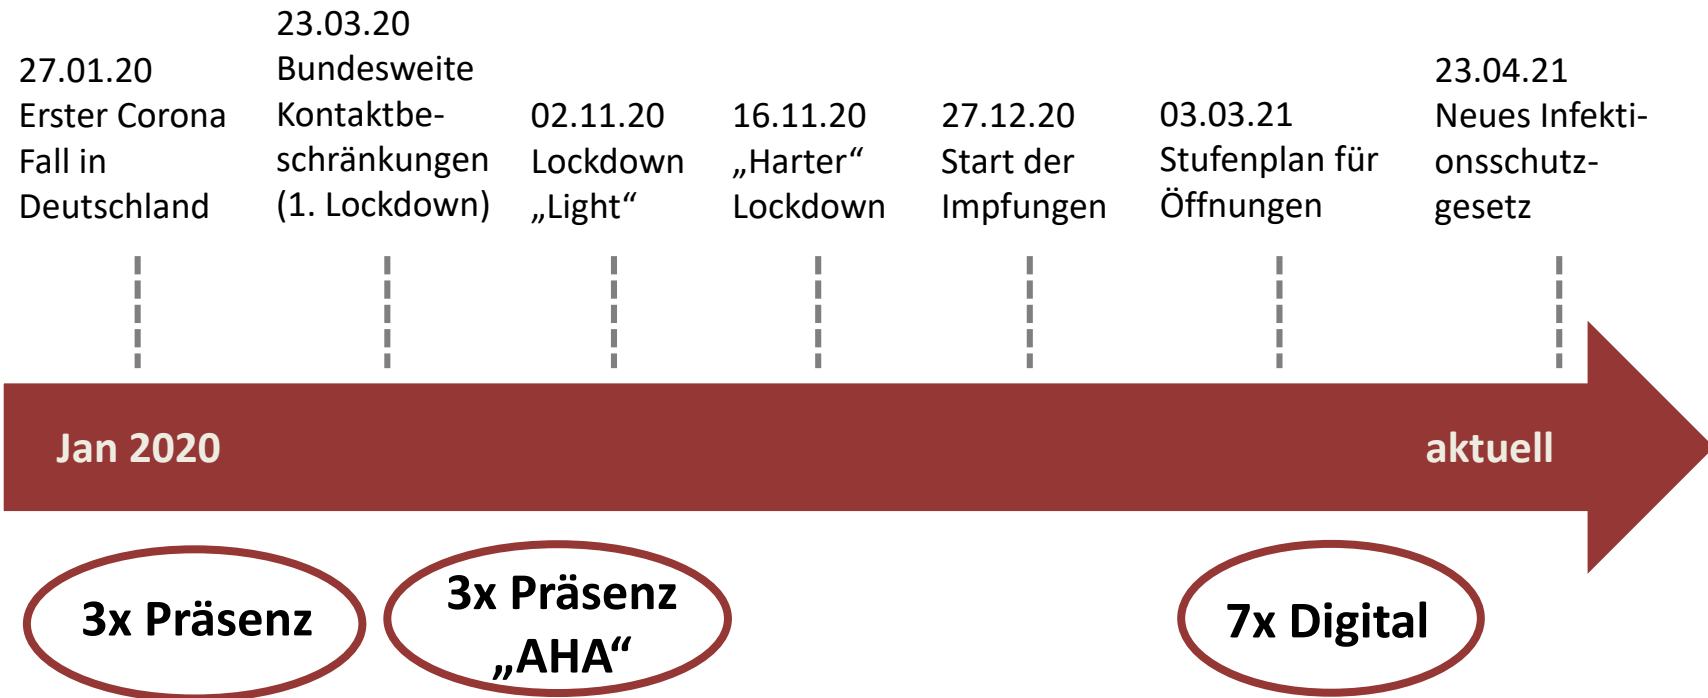 27.01.20
Erster Corona
Fall in
Deutschland
23.03.20
Bundesweite
Kontaktbe-
schränkungen
(1. Lockdown)
02.11.20
Lockdown
„Light“
16.11.20
„Harter“
Lockdown
27.12.20
Start der
Impfungen
03.03.21
Stufenplan für
Öffnungen
23.04.21
Neues Infekti-
onsschutz-
gesetz
Jan 2020
aktuell
3x Präsenz
3x Präsenz
„AHA“
7x Digital